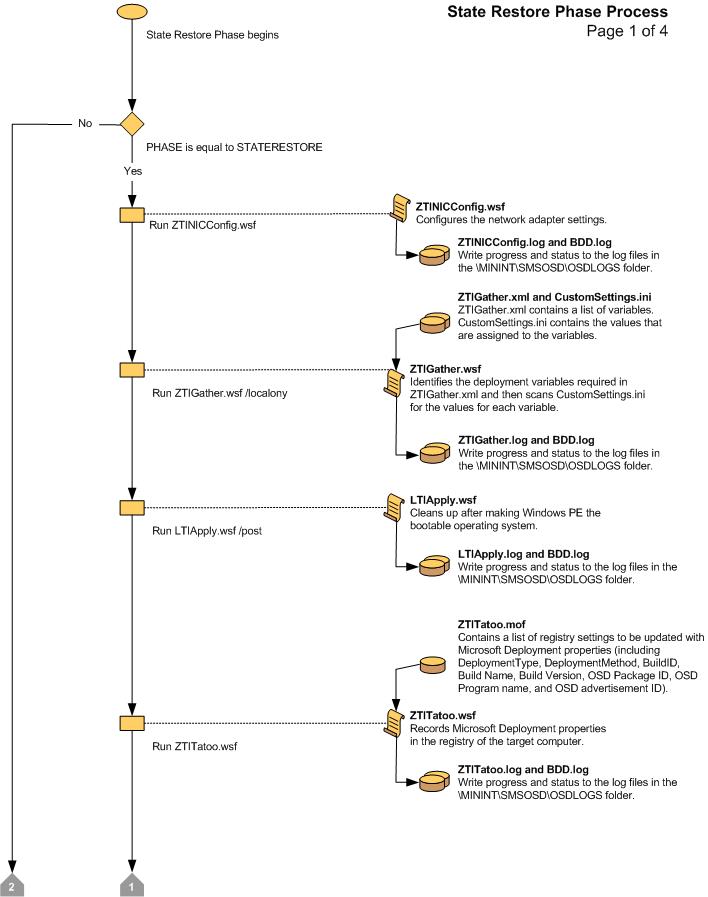 State Restore Phase Process
Page 1 of 4
State Restore Phase begins
No
PHASE is equal to STATERESTORE
Yes
Run ZTINICConfig.wsf
ZTINICConfig.wsf
Configures the network adapter settings.
ZTINICConfig.log and BDD.log
Write progress and status to the log files in
the \MININT\SMSOSD\OSDLOGS folder.
ZTIGather.xml and CustomSettings.ini
ZTIGather.xml contains a list of variables.
CustomSettings.ini contains the values that
are assigned to the variables.
Run ZTIGather.wsf /localony
ZTIGather.wsf
Identifies the deployment variables required in
ZTIGather.xml and then scans CustomSettings.ini
for the values for each variable.
ZTIGather.log and BDD.log
Write progress and status to the log files in
the \MININT\SMSOSD\OSDLOGS folder.
Run LTIApply.wsf /post
LTIApply.wsf
Cleans up after making Windows PE the
bootable operating system.
LTIApply.log and BDD.log
Write progress and status to the log files in the
\MININT\SMSOSD\OSDLOGS folder.
ZTITatoo.mof
Contains a list of registry settings to be updated with
Microsoft Deployment properties (including
DeploymentType, DeploymentMethod, BuildID,
Build Name, Build Version, OSD Package ID, OSD
Program name, and OSD advertisement ID).
Run ZTITatoo.wsf
ZTITatoo.wsf
Records Microsoft Deployment properties
in the registry of the target computer.
ZTITatoo.log and BDD.log
Write progress and status to the log files in the
\MININT\SMSOSD\OSDLOGS folder.
2
1